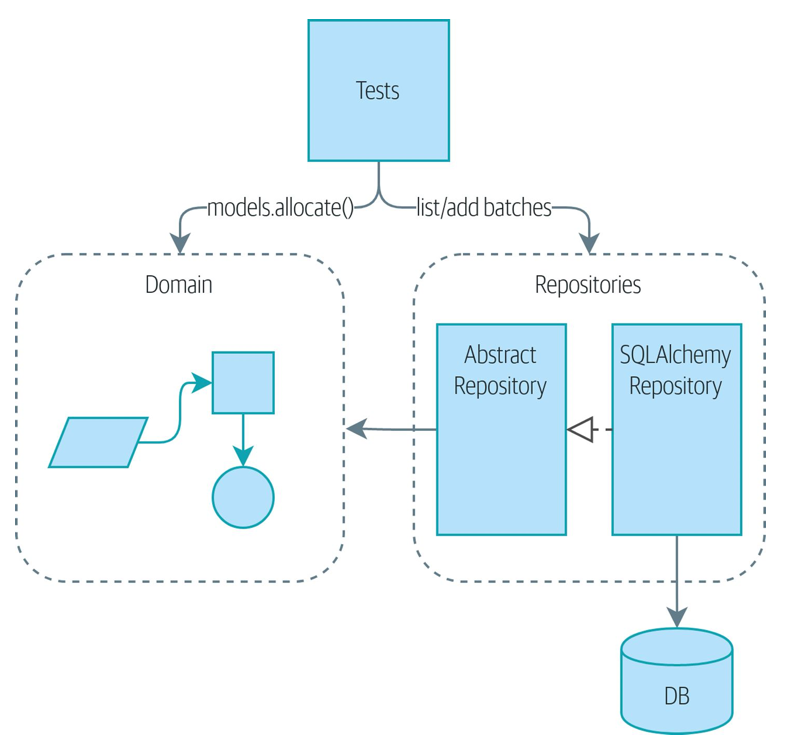 Tests
models.allocate()
list/add batches
Domain
Repositories
Abstract
Repository
SQLAlchemy
Repository
DB